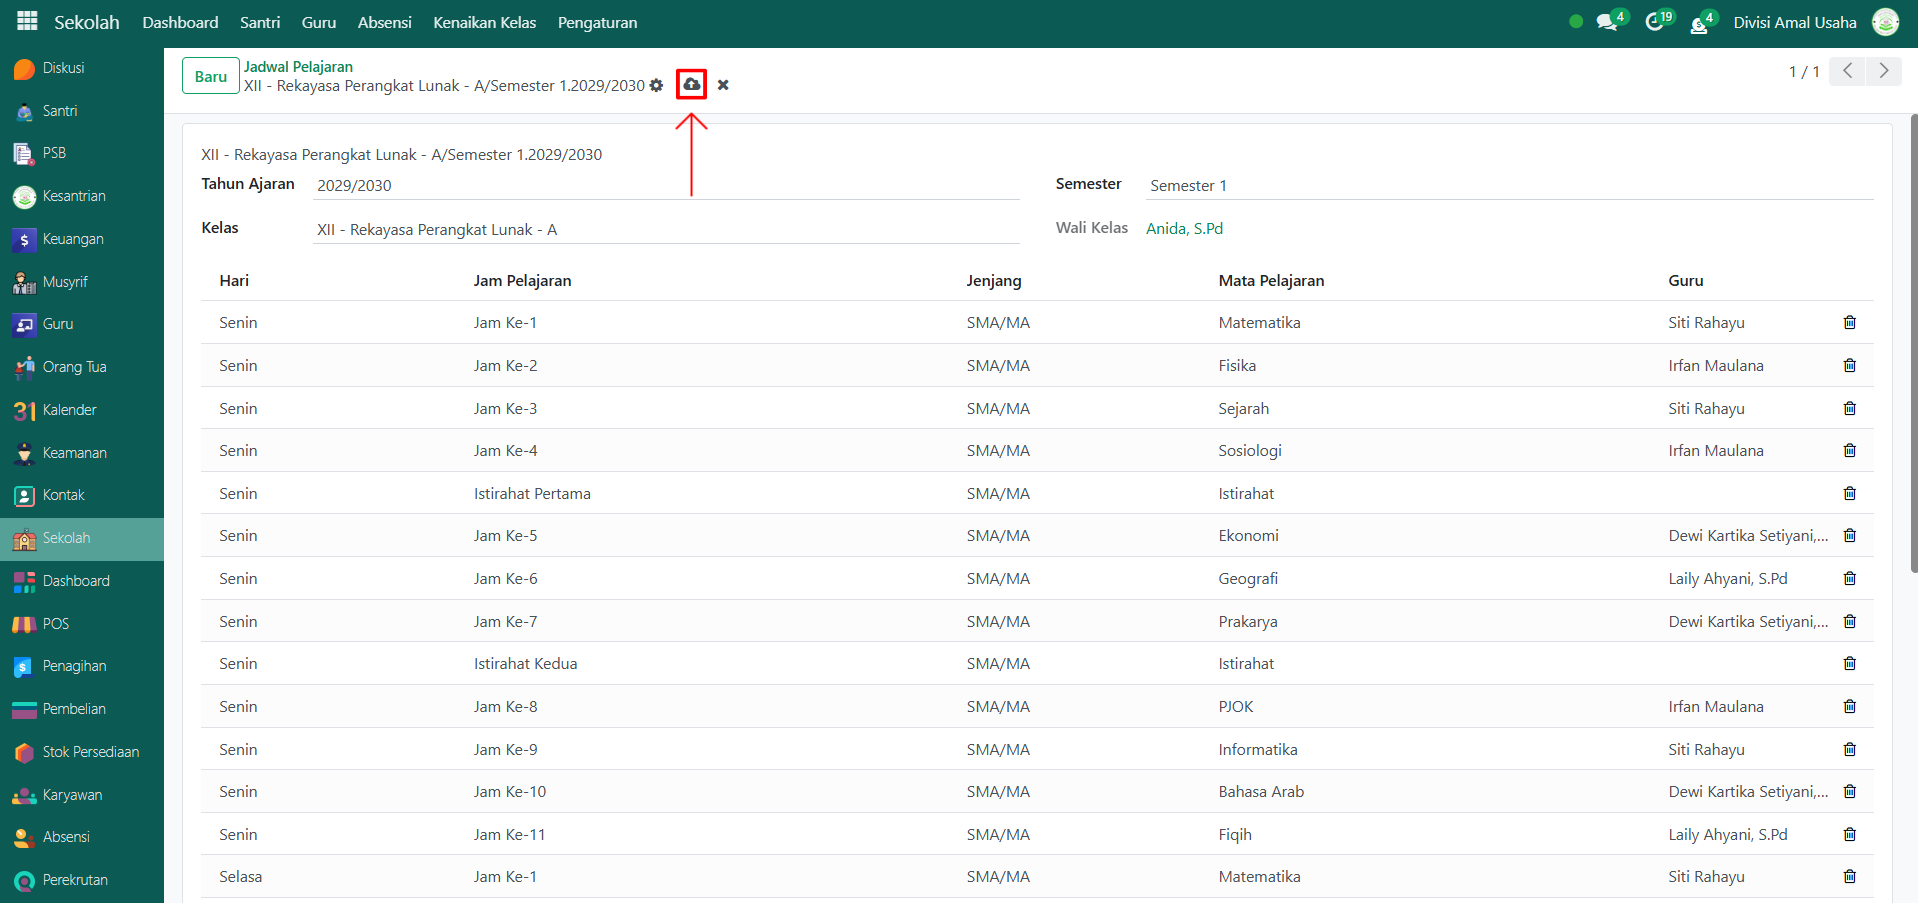 Sekolah Dashboard Santri Guru Absensi Kenaikan Kelas Pengaturan 4 19 4 Divisi Amal Usaha
Diskusi
Santri
PSB
Kesantrian
Keuangan
Musyrif
Guru
Orang Tua
31 Kalender
Keamanan
Kontak
Sekolah
Dashboard
POS
Penagihan
Pembelian
Stok Persediaan
Karyawan
Absensi
Perekrutan
Baru
Jadwal Pelajaran
XII - Rekayasa Perangkat Lunak - A/Semester 1.2029/2030
1 / 1
XII - Rekayasa Perangkat Lunak - A/Semester 1.2029/2030
Tahun Ajaran 2029/2030 Semester Semester 1
Kelas XII - Rekayasa Perangkat Lunak - A Wali Kelas Anida, S.Pd
Hari Jam Pelajaran Jenjang Mata Pelajaran Guru
Senin Jam Ke-1 SMA/MA Matematika Siti Rahayu
Senin Jam Ke-2 SMA/MA Fisika Irfan Maulana
Senin Jam Ke-3 SMA/MA Sejarah Siti Rahayu
Senin Jam Ke-4 SMA/MA Sosiologi Irfan Maulana
Senin Istirahat Pertama SMA/MA Istirahat
Senin Jam Ke-5 SMA/MA Ekonomi Dewi Kartika Setiyani,...
Senin Jam Ke-6 SMA/MA Geografi Laily Ahyani, S.Pd
Senin Jam Ke-7 SMA/MA Prakarya Dewi Kartika Setiyani,...
Senin Istirahat Kedua SMA/MA Istirahat
Senin Jam Ke-8 SMA/MA PJOK Irfan Maulana
Senin Jam Ke-9 SMA/MA Informatika Siti Rahayu
Senin Jam Ke-10 SMA/MA Bahasa Arab Dewi Kartika Setiyani,...
Senin Jam Ke-11 SMA/MA Fiqih Laily Ahyani, S.Pd
Selasa Jam Ke-1 SMA/MA Matematika Siti Rahayu